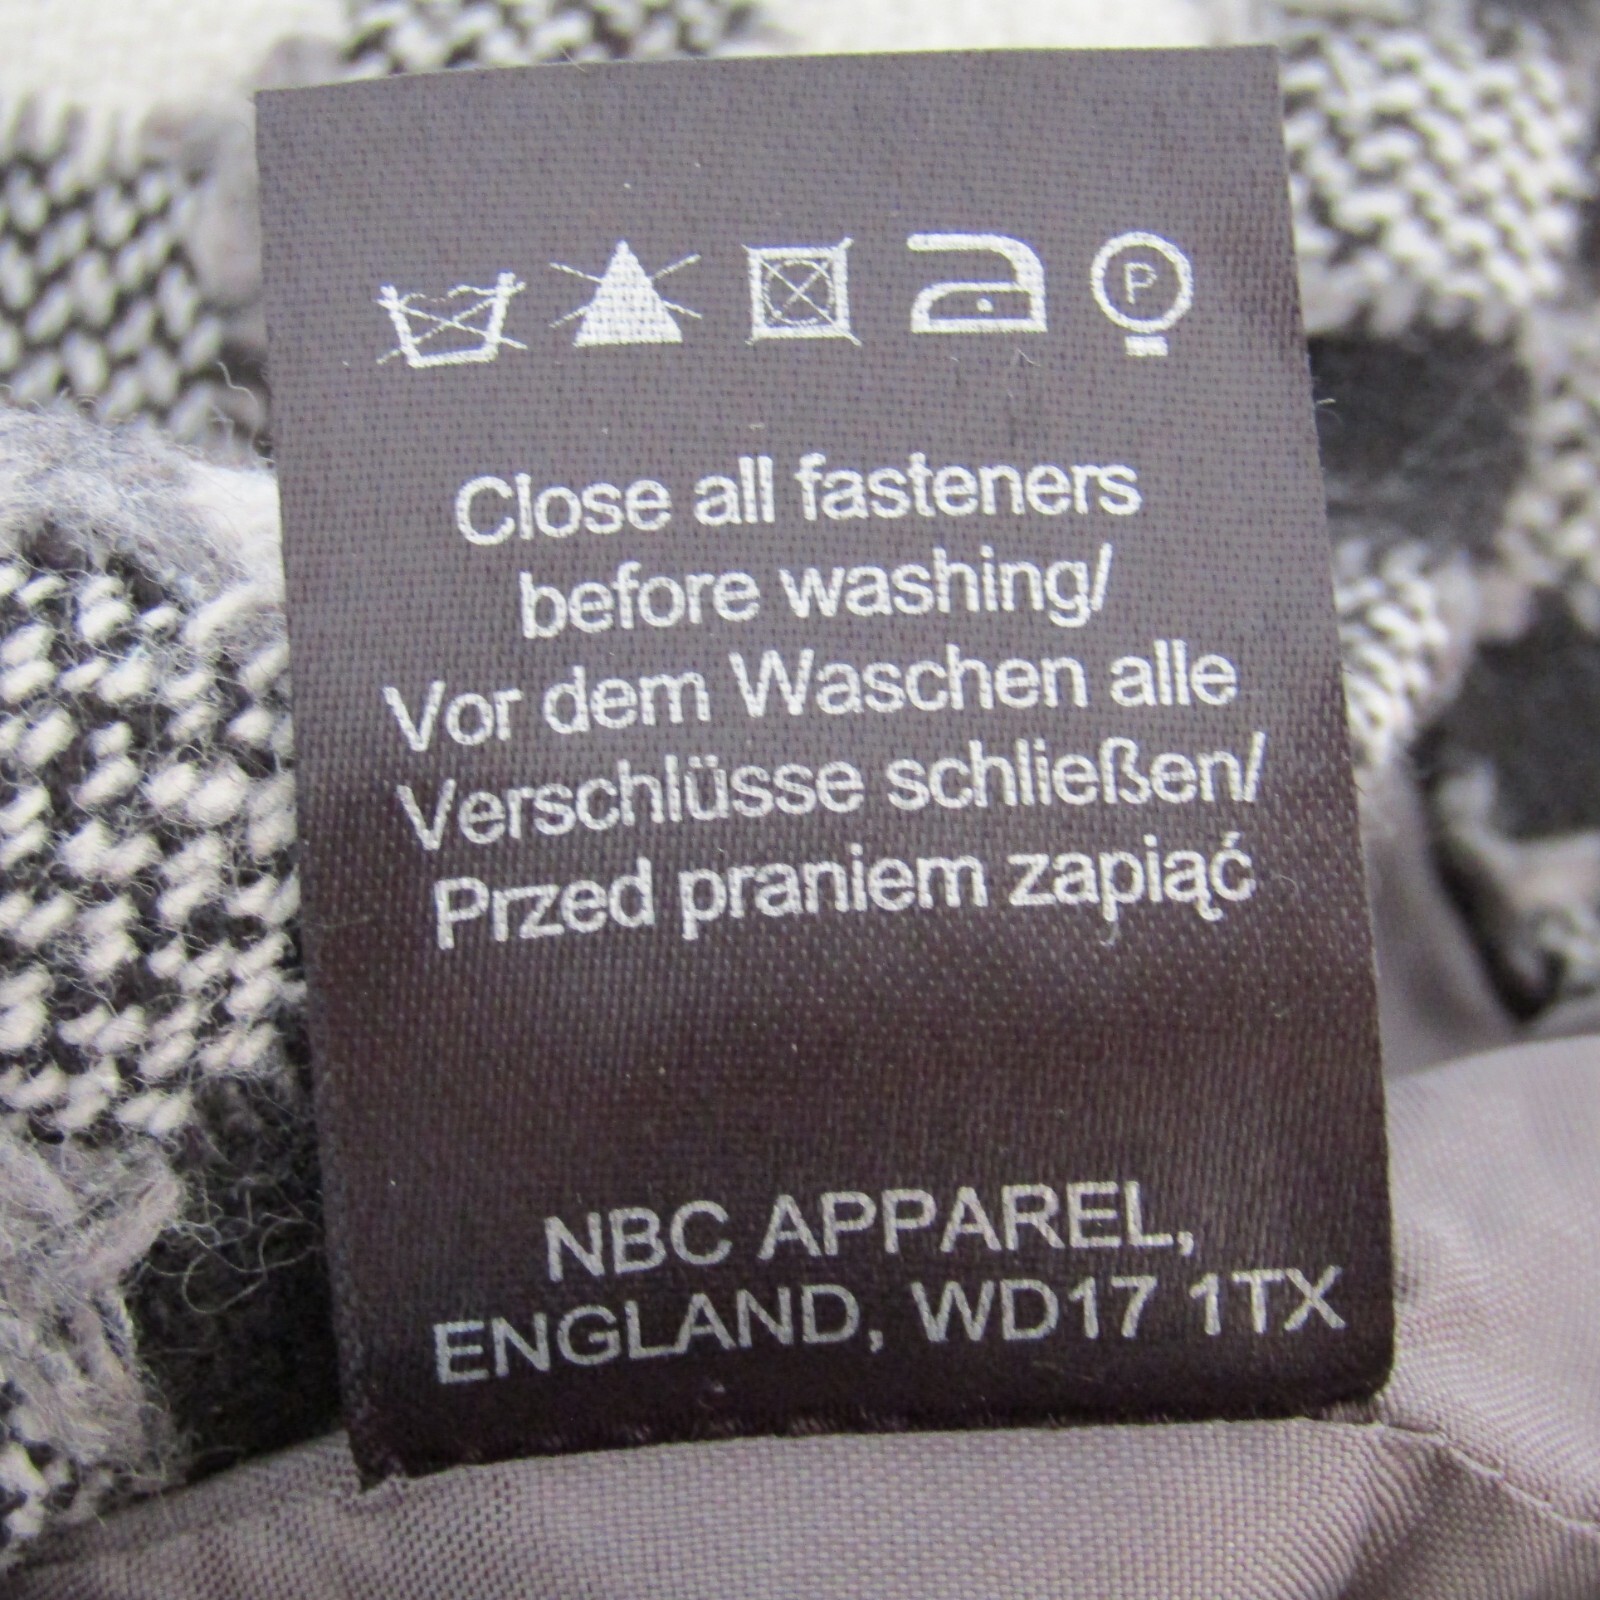 P
Close all fasteners
before washing/
Vor dem Waschen alle
Verschlüsse schließen/
Przed praniem zapiąć
NBC APPAREL,
ENGLAND, WD17 1TX